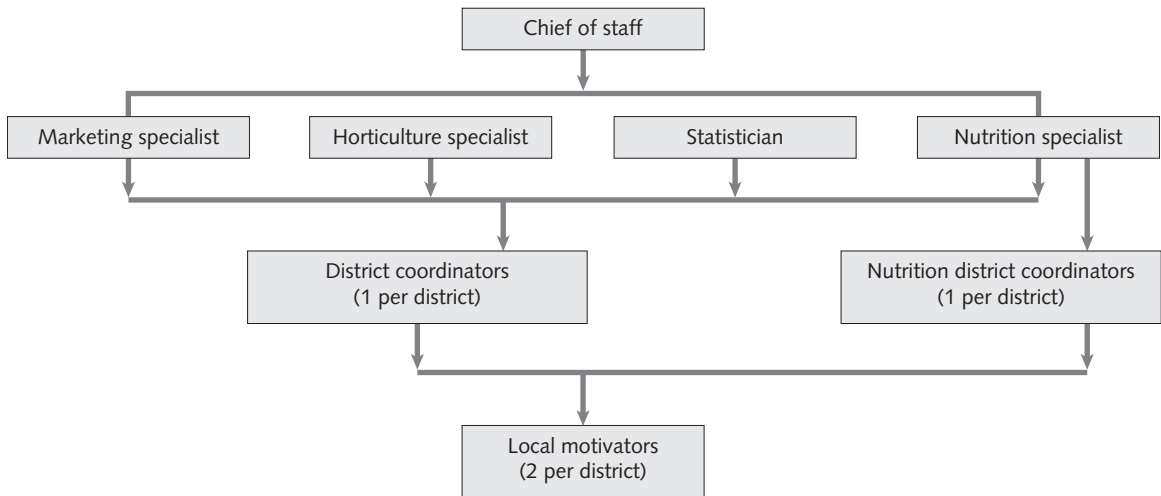 Chief of staff
Marketing specialist
Horticulture specialist
Statistician
Nutrition specialist
District coordinators
(1 per district)
Nutrition district coordinators
(1 per district)
Local motivators
(2 per district)